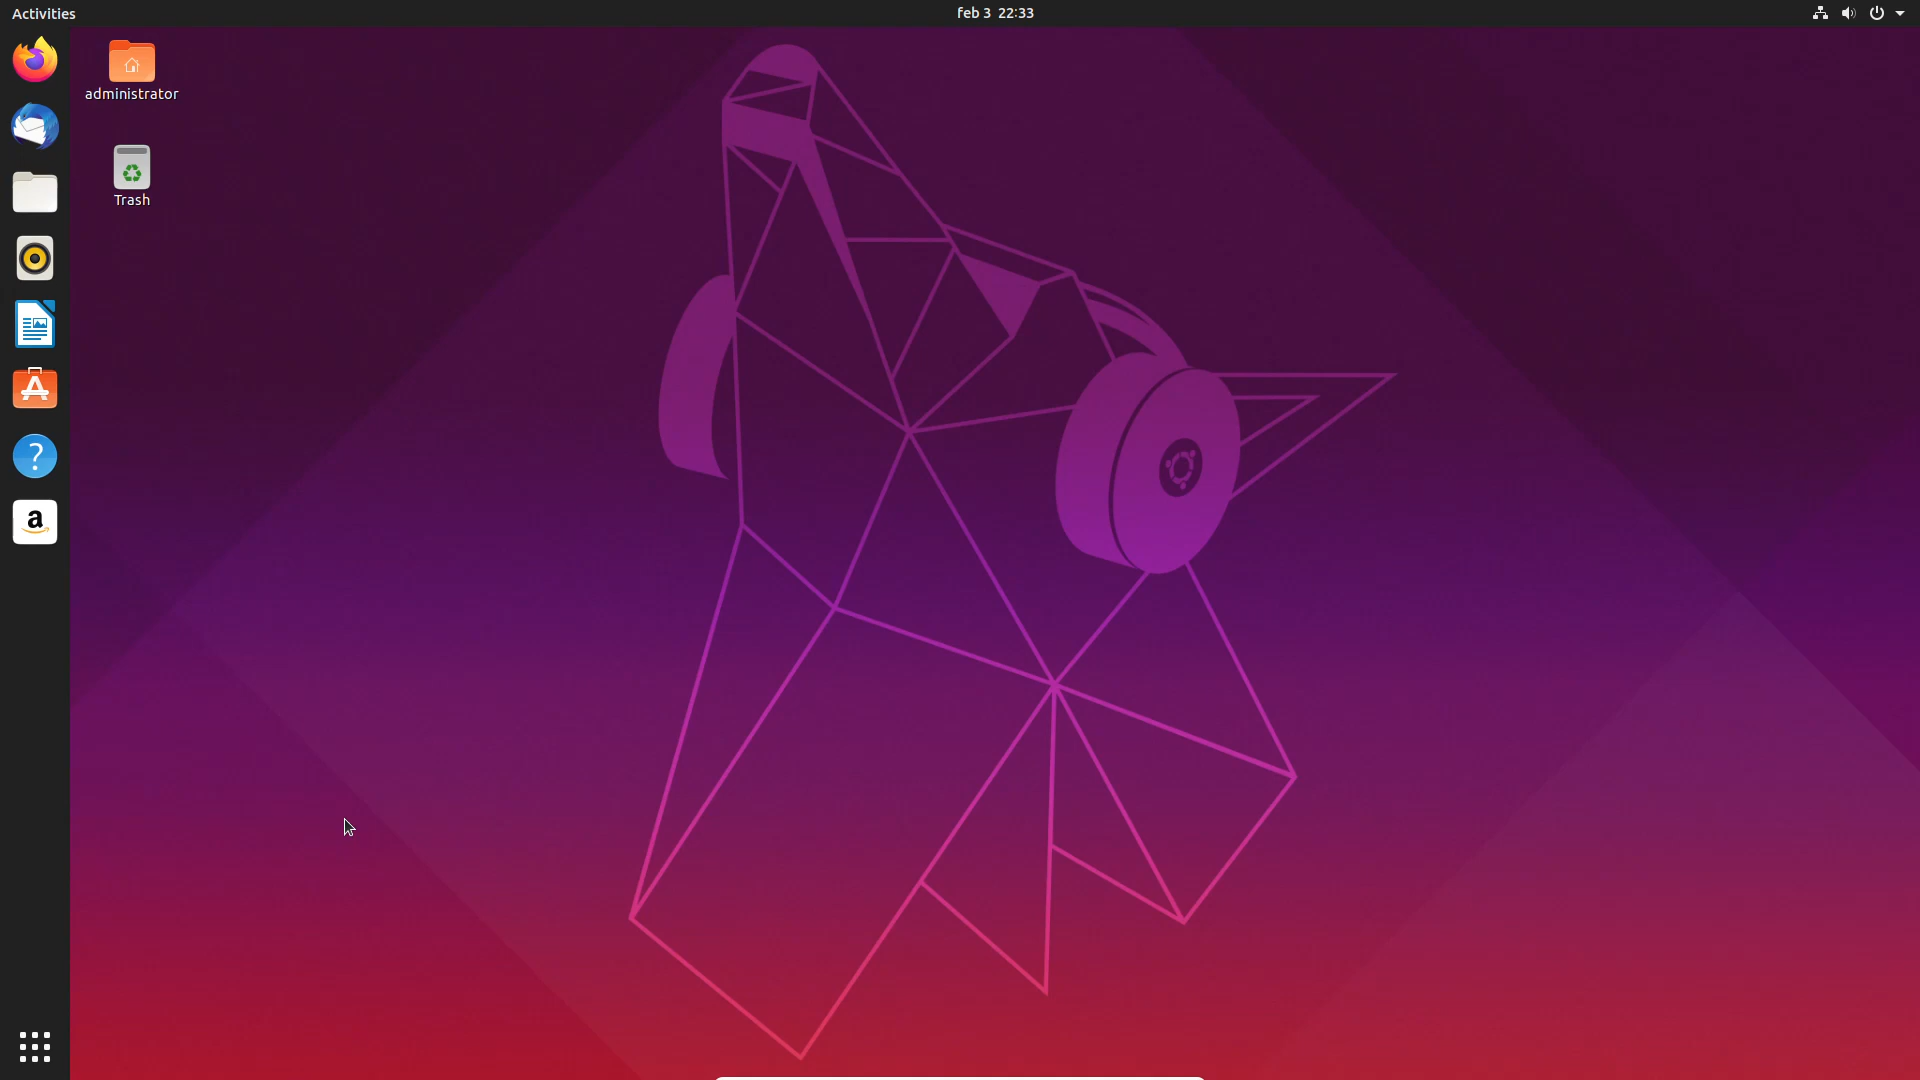 Activities
feb 3 22:33
administrator
Trash
?
a